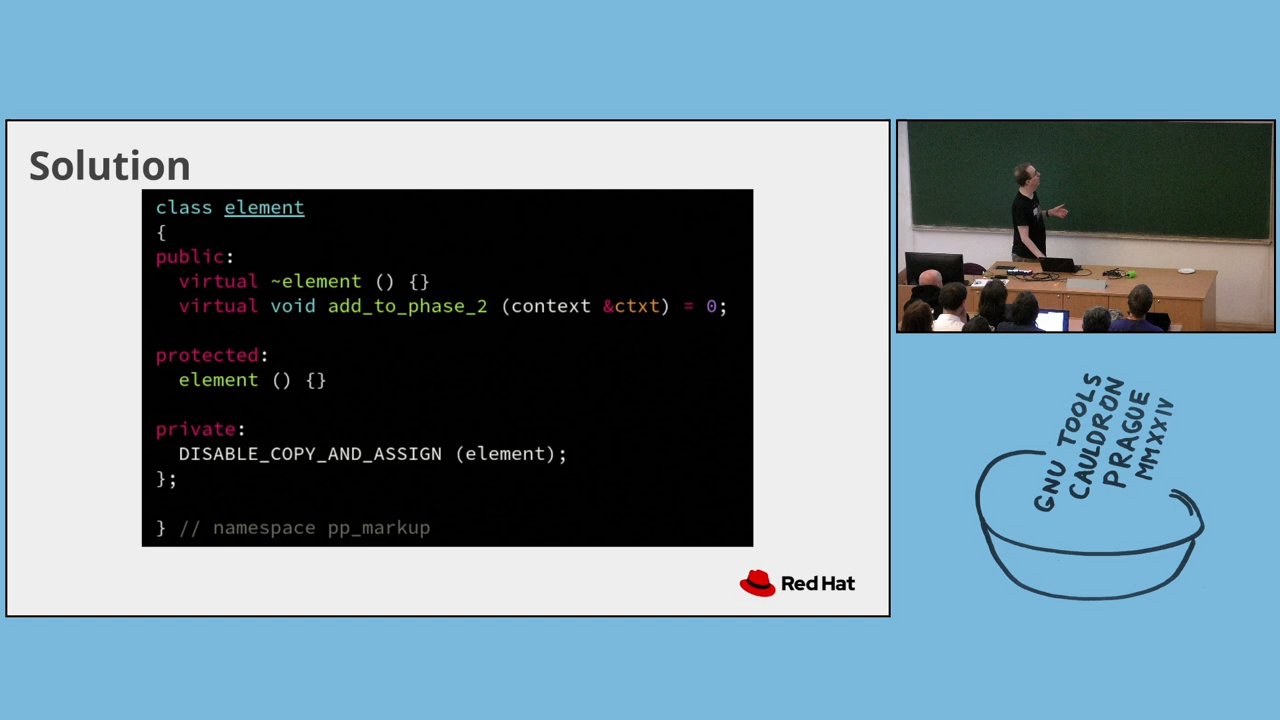 Solution
class element
{
public:
  virtual ~element () {}
  virtual void add_to_phase_2 (context &ctxt) = 0;
protected:
  element () {}
private:
  DISABLE_COPY_AND_ASSIGN (element);
};
} // namespace pp_markup
Red Hat
GNU TOOLS
CAULDRON
PRAGUE
MMXXIV